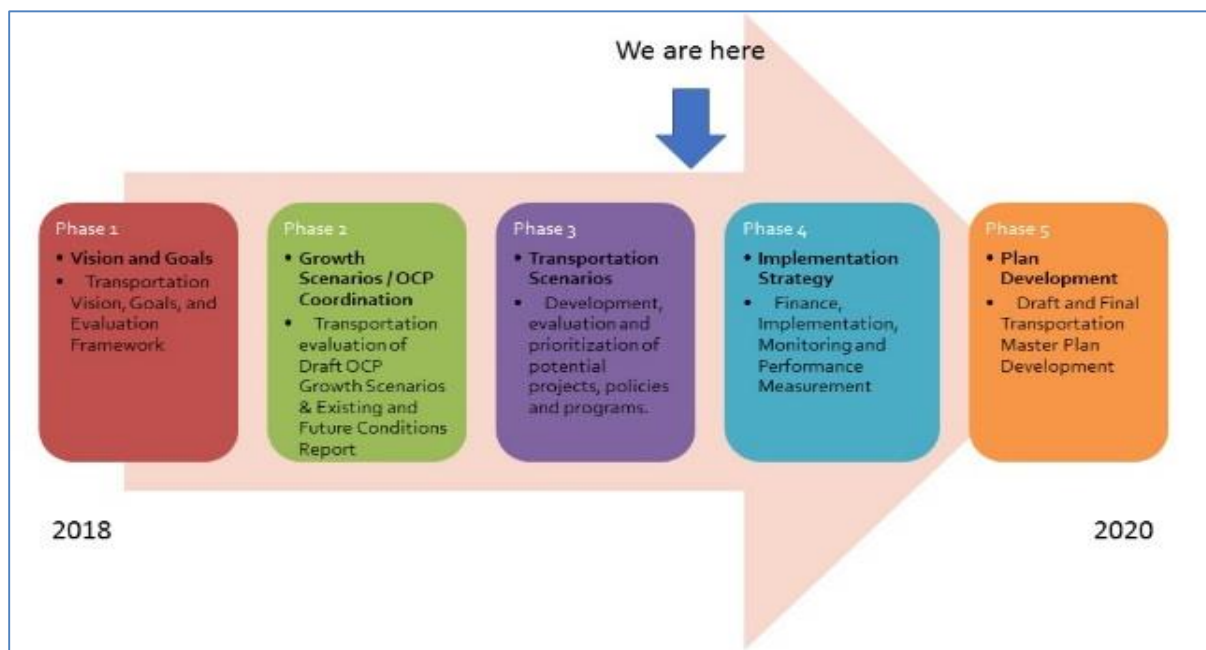 We are here
Phase 1
• Vision and Goals
• Transportation
Vision, Goals, and
Evaluation
Framework
Phase 2
• Growth
Scenarios / OCP
Coordination
• Transportation
evaluation of
Draft OCP
Growth Scenarios
& Existing and
Future Conditions
Report
Phase 3
• Transportation
Scenarios
• Development,
evaluation and
prioritization of
potential
projects, policies
and programs.
Phase 4
• Implementation
Strategy
• Finance,
Implementation,
Monitoring and
Performance
Measurement
Phase 5
• Plan
Development
• Draft and Final
Transportation
Master Plan
Development
2018
2020